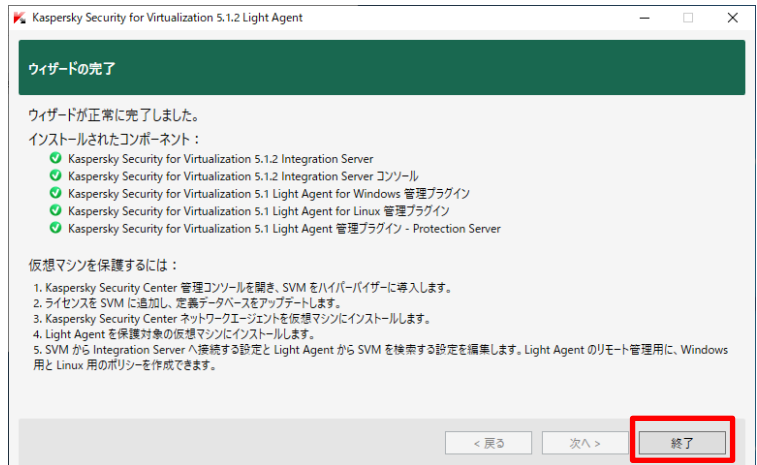 Kaspersky Security for Virtualization 5.1.2 Light Agent
ウィザードの完了
ウィザードが正常に完了しました。
インストールされたコンポーネント：
Kaspersky Security for Virtualization 5.1.2 Integration Server
Kaspersky Security for Virtualization 5.1.2 Integration Server コンソール
Kaspersky Security for Virtualization 5.1 Light Agent for Windows 管理プラグイン
Kaspersky Security for Virtualization 5.1 Light Agent for Linux 管理プラグイン
Kaspersky Security for Virtualization 5.1 Light Agent 管理プラグイン - Protection Server
仮想マシンを保護するには：
1. Kaspersky Security Center 管理コンソールを開き、SVM をハイパーバイザーに導入します。
2. ライセンスを SVM に追加し、定義データベースをアップデートします。
3. Kaspersky Security Center ネットワークエージェントを仮想マシンにインストールします。
4. Light Agent を保護対象の仮想マシンにインストールします。
5. SVM から Integration Server へ接続する設定と Light Agent から SVM を検索する設定を編集します。Light Agent のリモート管理用に、Windows
用と Linux 用のポリシーを作成できます。
< 戻る 次へ > 終了